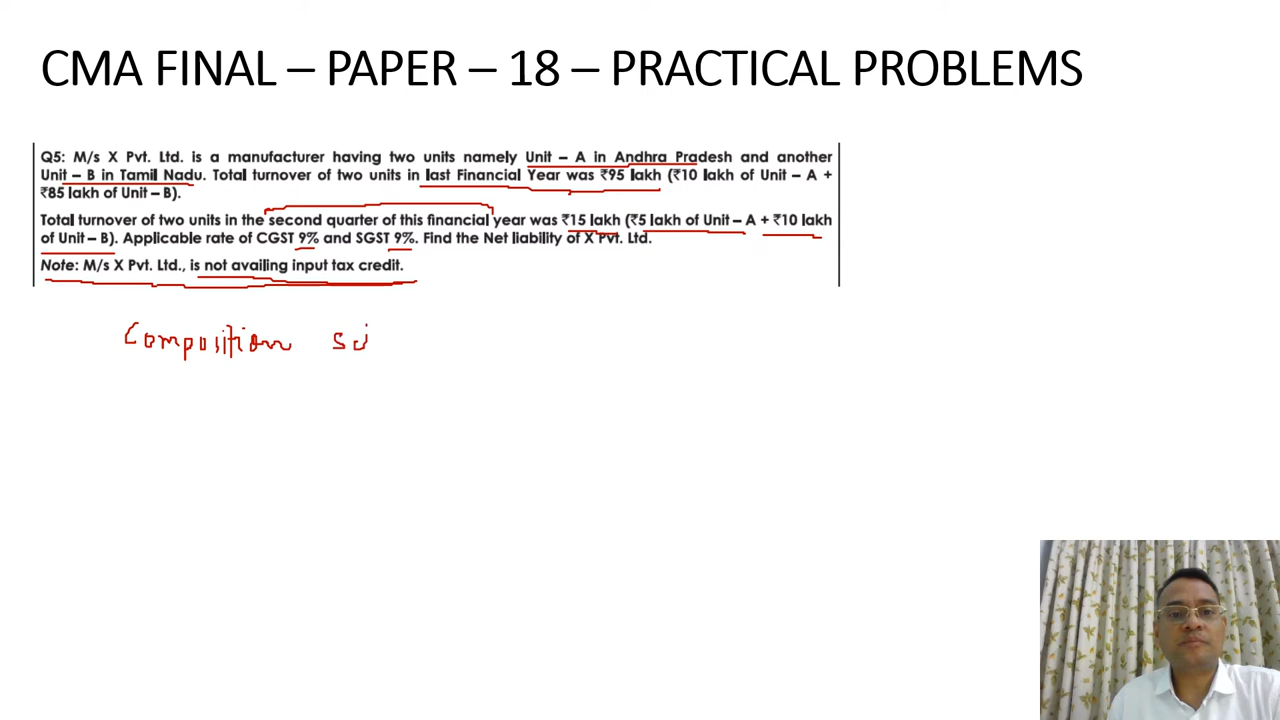 CMA FINAL – PAPER – 18 – PRACTICAL PROBLEMS
Q5: M/s X Pvt. Ltd. is a manufacturer having two units namely Unit – A in Andhra Pradesh and another
Unit – B in Tamil Nadu. Total turnover of two units in last Financial Year was ₹95 lakh (₹10 lakh of Unit – A +
₹85 lakh of Unit – B).
Total turnover of two units in the second quarter of this financial year was ₹15 lakh (₹5 lakh of Unit – A + ₹10 lakh
of Unit – B). Applicable rate of CGST 9% and SGST 9%. Find the Net liability of X Pvt. Ltd.
Note: M/s X Pvt. Ltd., is not availing input tax credit.
Composition